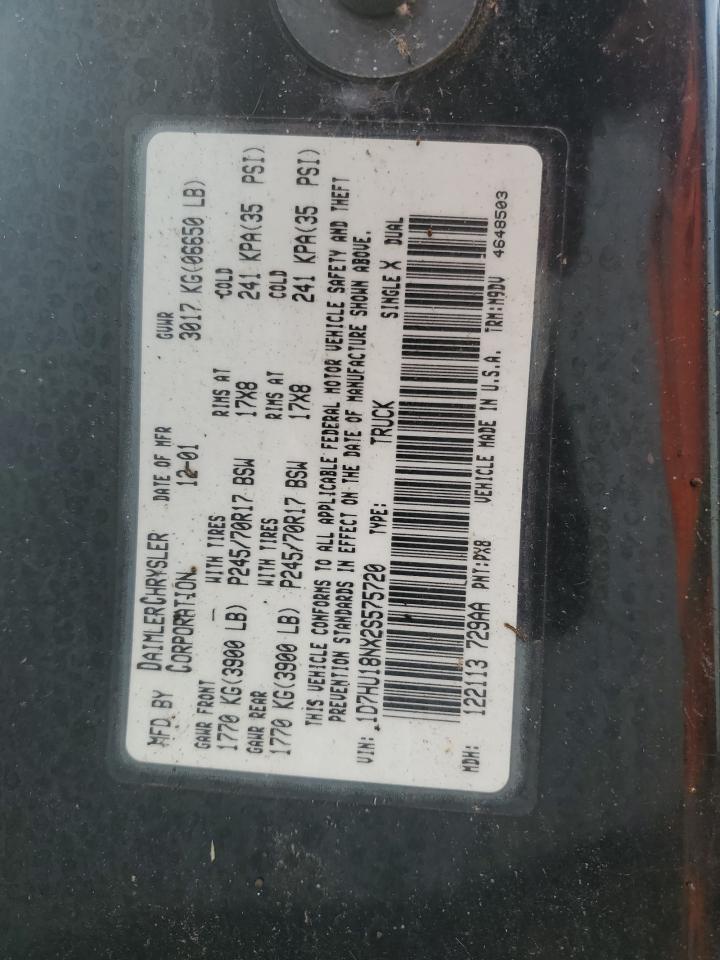 MFD BY DAIMLERCHRYSLER CORPORATION
DATE OF MFR 12-01
GVWR 3017 KG(06650 LB)
GAWR FRONT WITH TIRES RIMS AT COLD
1770 KG(3900 LB) P245/70R17 BSW 17X8 241 KPA(35 PSI)
GAWR REAR WITH TIRES RIMS AT COLD
1770 KG(3900 LB) P245/70R17 BSW 17X8 241 KPA(35 PSI)
THIS VEHICLE CONFORMS TO ALL APPLICABLE FEDERAL MOTOR VEHICLE SAFETY AND THEFT
PREVENTION STANDARDS IN EFFECT ON THE DATE OF MANUFACTURE SHOWN ABOVE.
VIN: 1D7HU18NX2S575720 TYPE: TRUCK SINGLE X DUAL
MDH: 122113 729AA PNT:PX8 VEHICLE MADE IN U.S.A. TRM:M9DV
4648503